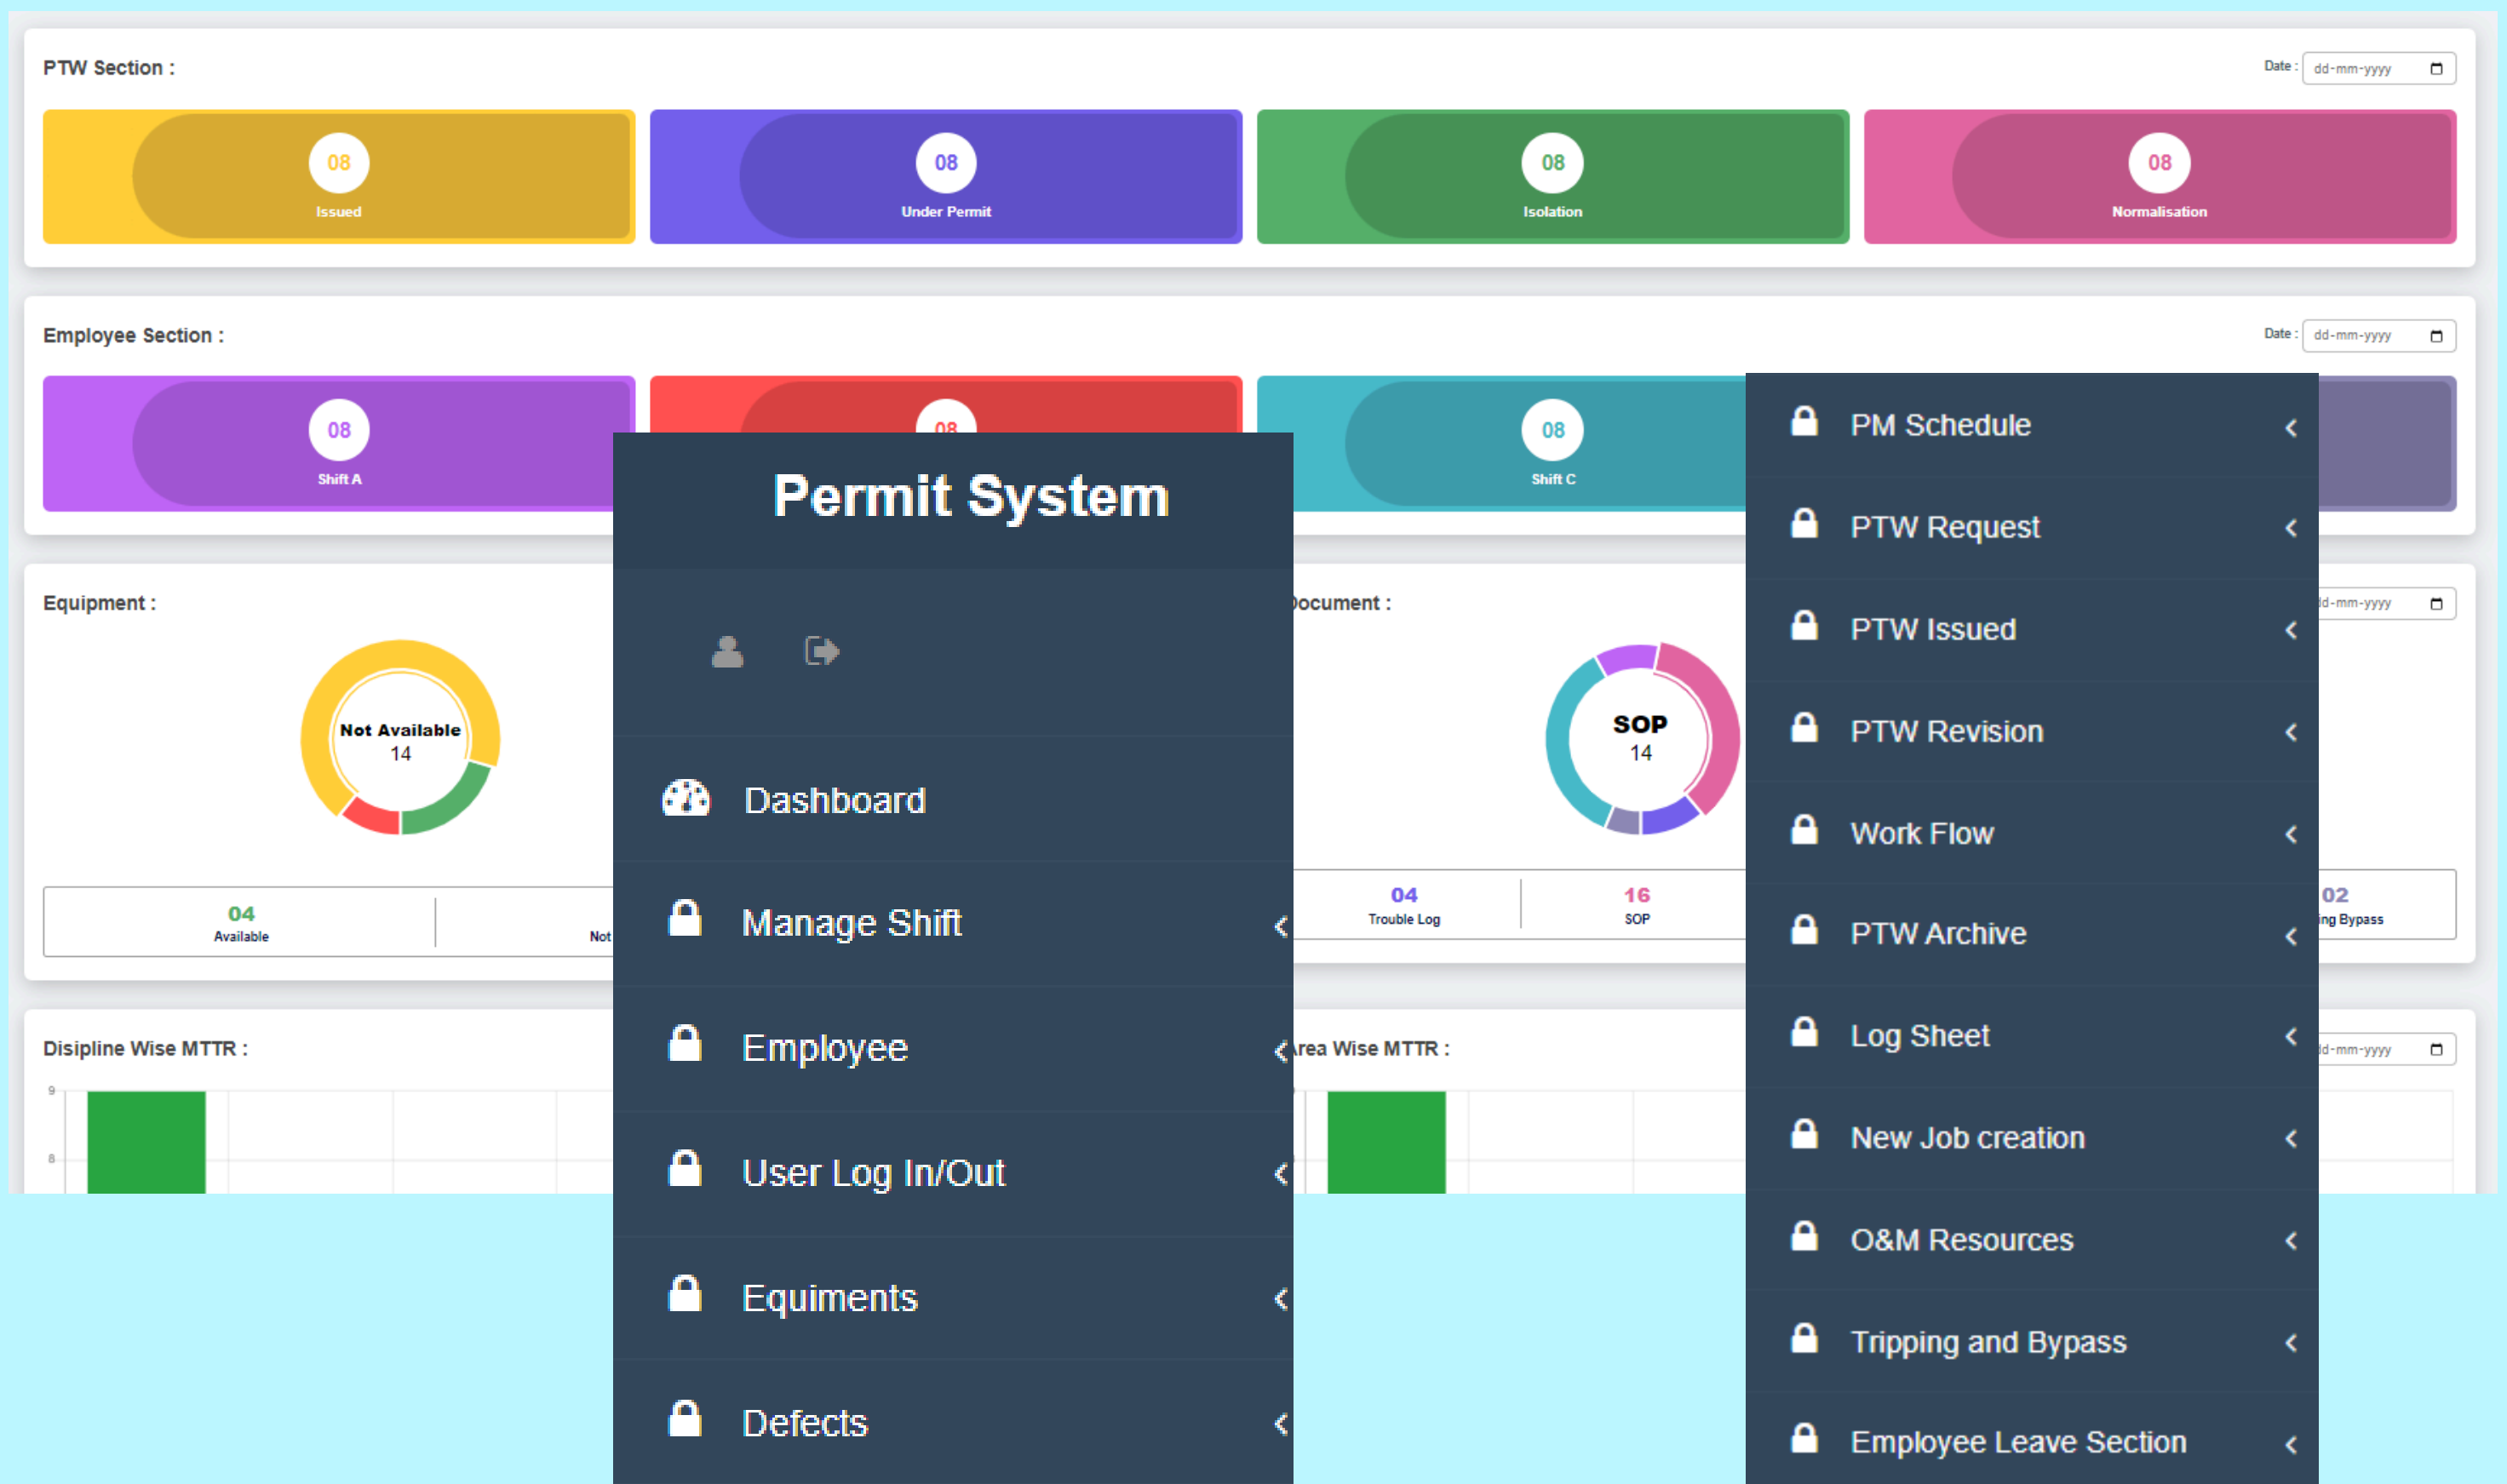 PTW Section :
Date : dd-mm-yyyy
08
Issued
08
Under Permit
08
Isolation
08
Normalisation
Employee Section :
Date : dd-mm-yyyy
08
Shift A
08
08
Shift C
Equipment :
Not Available
14
04
Available
Not
Document :
dd-mm-yyyy
SOP
14
04
Trouble Log
16
SOP
02
ing Bypass
Disipline Wise MTTR :
9
8
Area Wise MTTR :
dd-mm-yyyy
Permit System
Dashboard
Manage Shift
Employee
User Log In/Out
Equiments
Defects
PM Schedule
PTW Request
PTW Issued
PTW Revision
Work Flow
PTW Archive
Log Sheet
New Job creation
O&M Resources
Tripping and Bypass
Employee Leave Section